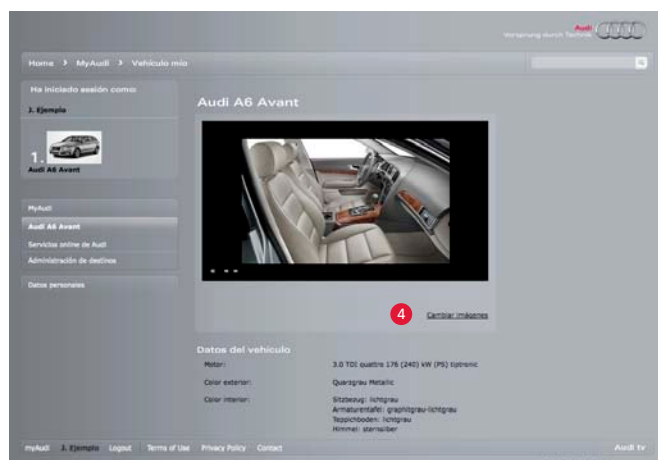 Audi
Vorsprung durch Technik
Home > MyAudi > Vehículo mío
Ha iniciado sesión como:
J. Ejemplo
1.
Audi A6 Avant
MyAudi
Audi A6 Avant
Servicios online de Audi
Administración de destinos
Datos personales
Audi A6 Avant
4
Cambiar imágenes
Datos del vehículo
Motor: 3.0 TDI quattro 176 (240) kW (PS) tiptronic
Color exterior: Quarzgrau Metallic
Color interior: Sitzbezug: lichtgrau
Armaturentafel: graphitgrau-lichtgrau
Teppichboden: lichtgrau
Himmel: sternsilber
myAudi J. Ejemplo Logout Terms of Use Privacy Policy Contact Audi tv